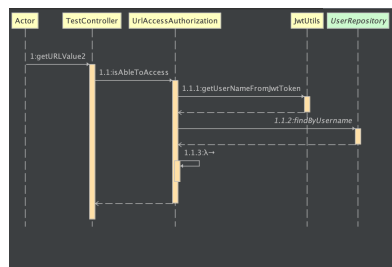 Actor
TestController
UrlAccessAuthorization
JwtUtils
UserRepository
1:getURLValue2
1.1:isAbleToAccess
1.1.1:getUserNameFromJwtToken
1.1.2:findByUsername
1.1.3:λ→